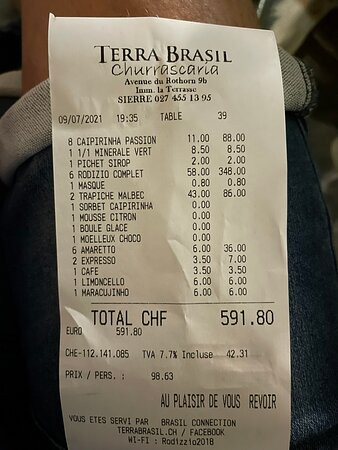 TERRA BRASIL
Churrascaria
Avenue du Rothorn 9b
Imm. la Terrasse
SIERRE 027 455 13 95
09/07/2021 19:35 TABLE 39
8 CAIPIRINHA PASSION 11.00 88.00
1 1/1 MINERALE VERT 8.50 8.50
1 PICHET SIROP 2.00 2.00
6 RODIZIO COMPLET 58.00 348.00
1 MASQUE 0.80 0.80
2 TRAPICHE MALBEC 43.00 86.00
1 SORBET CAIPIRINHA 0.00
1 MOUSSE CITRON 0.00
1 BOULE GLACE 0.00
1 MOELLEUX CHOCO 0.00
6 AMARETTO 6.00 36.00
2 EXPRESSO 3.50 7.00
1 CAFE 3.50 3.50
1 LIMONCELLO 6.00 6.00
1 MARACUJINHO 6.00 6.00
TOTAL CHF 591.80
EURO 591.80
CHE-112.141.085 TVA 7.7% Incluse 42.31
PRIX / PERS. : 98.63
AU PLAISIR DE VOUS REVOIR
VOUS ETES SERVI PAR BRASIL CONNECTION
TERRABRASIL.CH / FACEBOOK
WI-FI : Rodizzio2018